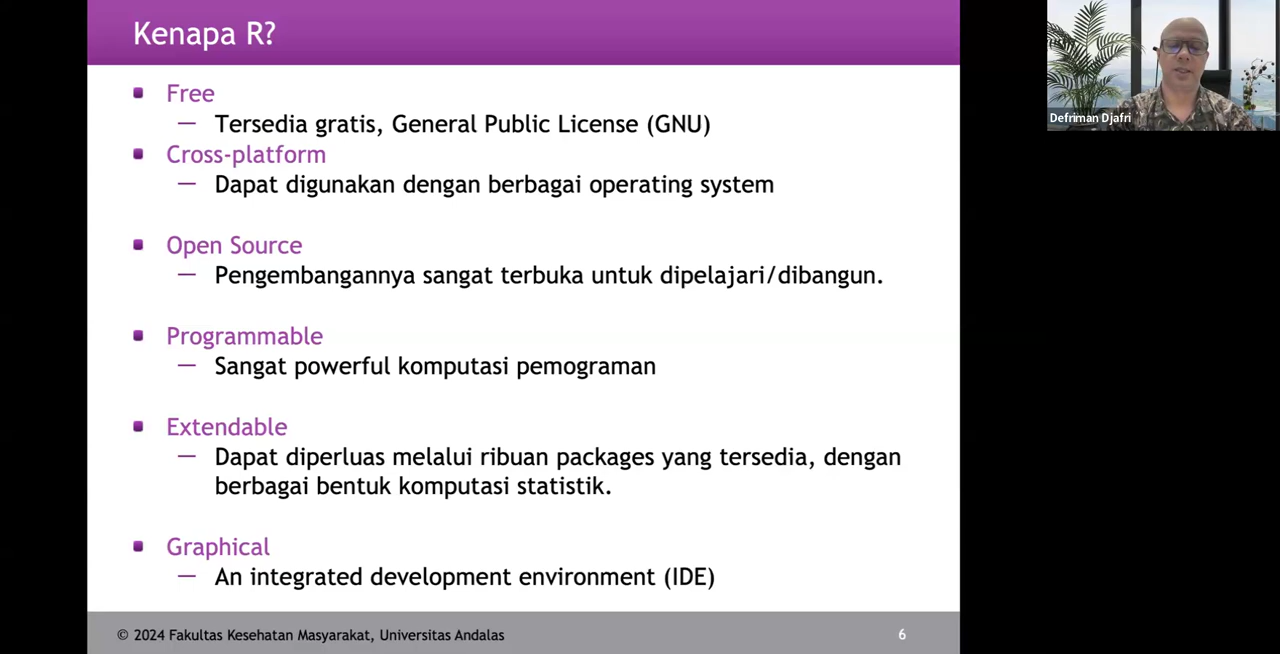 Kenapa R?
Free
— Tersedia gratis, General Public License (GNU)
Cross-platform
— Dapat digunakan dengan berbagai operating system
Open Source
— Pengembangannya sangat terbuka untuk dipelajari/dibangun.
Programmable
— Sangat powerful komputasi pemograman
Extendable
— Dapat diperluas melalui ribuan packages yang tersedia, dengan
berbagai bentuk komputasi statistik.
Graphical
— An integrated development environment (IDE)
© 2024 Fakultas Kesehatan Masyarakat, Universitas Andalas
6
Defriman Djafri